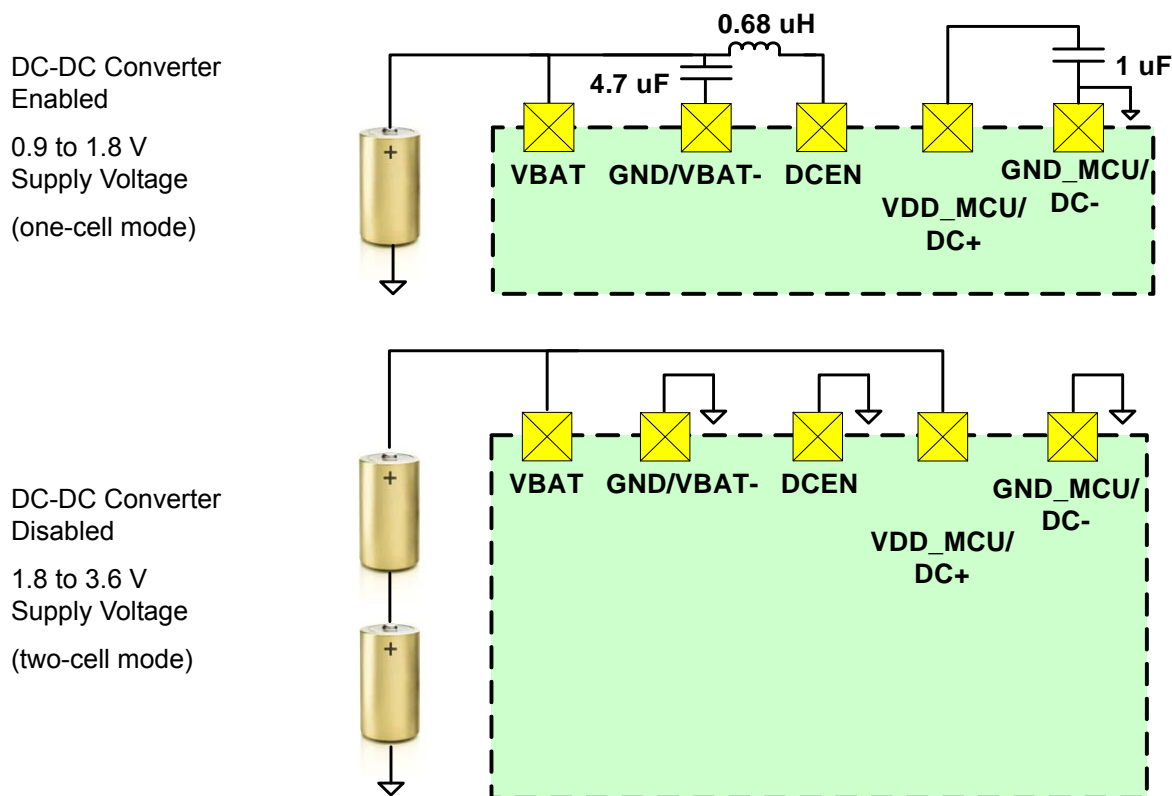 DC-DC Converter
Enabled
0.9 to 1.8 V
Supply Voltage
(one-cell mode)
0.68 uH
4.7 uF
1 uF
+
VBAT
GND/VBAT-
DCEN
VDD_MCU/
DC+
GND_MCU/
DC-
DC-DC Converter
Disabled
1.8 to 3.6 V
Supply Voltage
(two-cell mode)
+
+
VBAT
GND/VBAT-
DCEN
VDD_MCU/
DC+
GND_MCU/
DC-